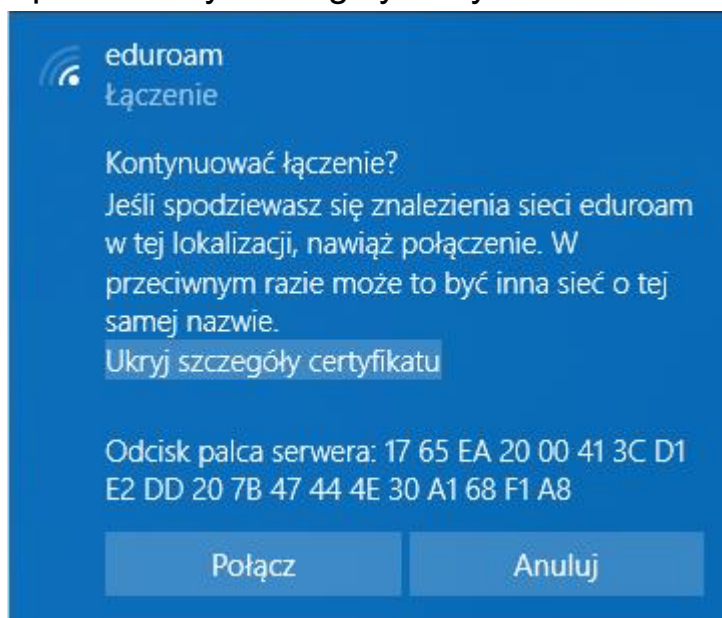 eduroam
Łączenie
Kontynuować łączenie?
Jeśli spodziewasz się znalezienia sieci eduroam
w tej lokalizacji, nawiąż połączenie. W
przeciwnym razie może to być inna sieć o tej
samej nazwie.
Ukryj szczegóły certyfikatu
Odcisk palca serwera: 17 65 EA 20 00 41 3C D1
E2 DD 20 7B 47 44 4E 30 A1 68 F1 A8
Połącz Anuluj